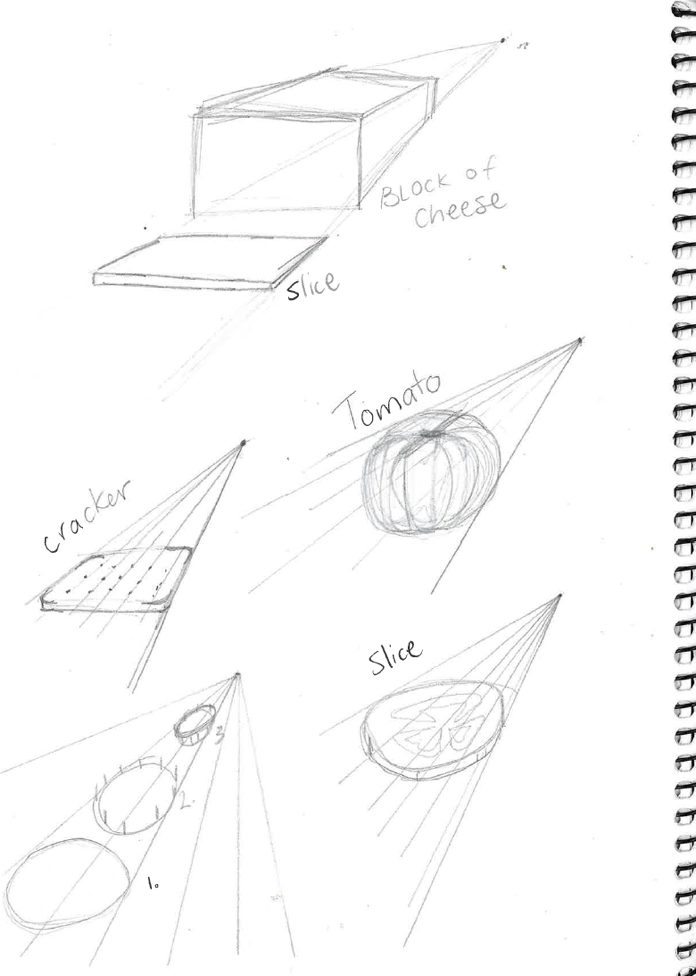 Block of
Cheese
Slice
Tomato
cracker
Slice
3
2.
1.